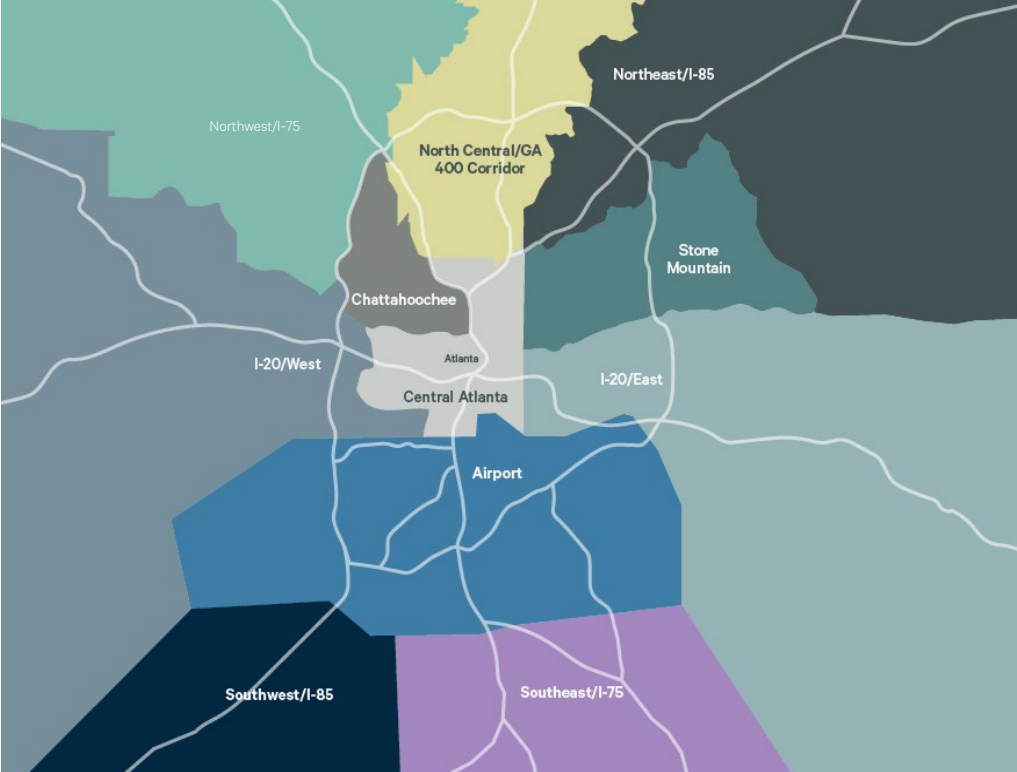 Northeast/I-85
Northwest/I-75
North Central/GA
400 Corridor
Stone
Mountain
Chattahoochee
Atlanta
I-20/West
I-20/East
Central Atlanta
Airport
Southwest/I-85
Southeast/I-75